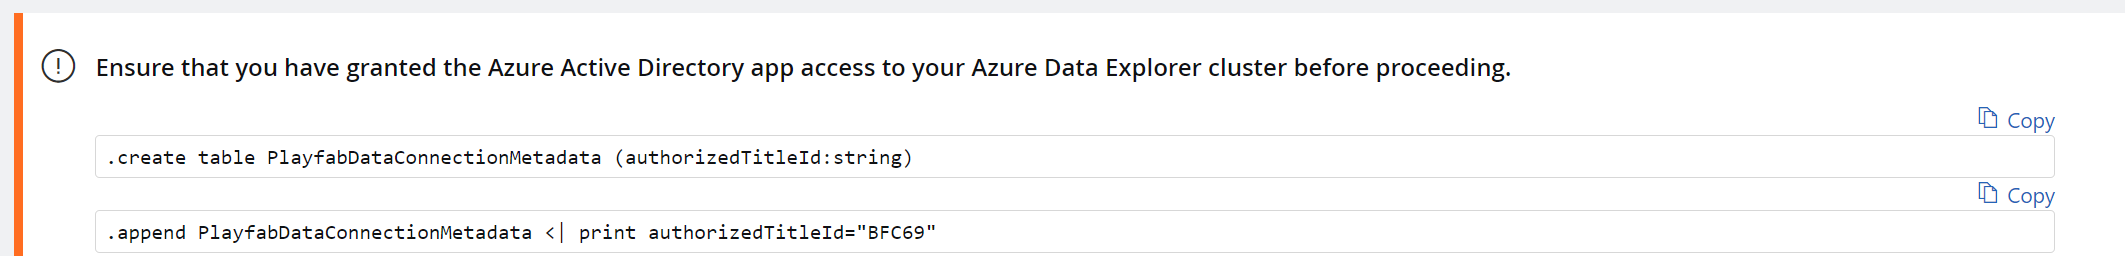 Ensure that you have granted the Azure Active Directory app access to your Azure Data Explorer cluster before proceeding.
Copy
.create table PlayfabDataConnectionMetadata (authorizedTitleId:string)
Copy
.append PlayfabDataConnectionMetadata <| print authorizedTitleId="BFC69"